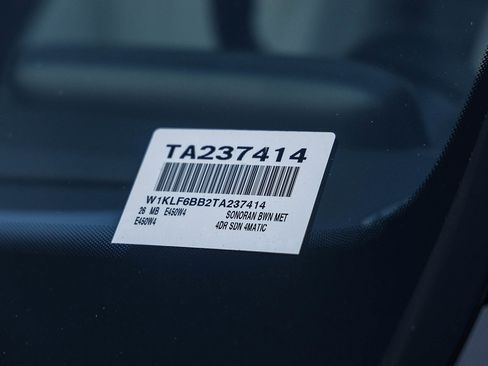 TA237414
W1KLF6BB2TA237414
26 MB E450W4 SONORAN BWN MET
E450W4 4DR SDN 4MATIC